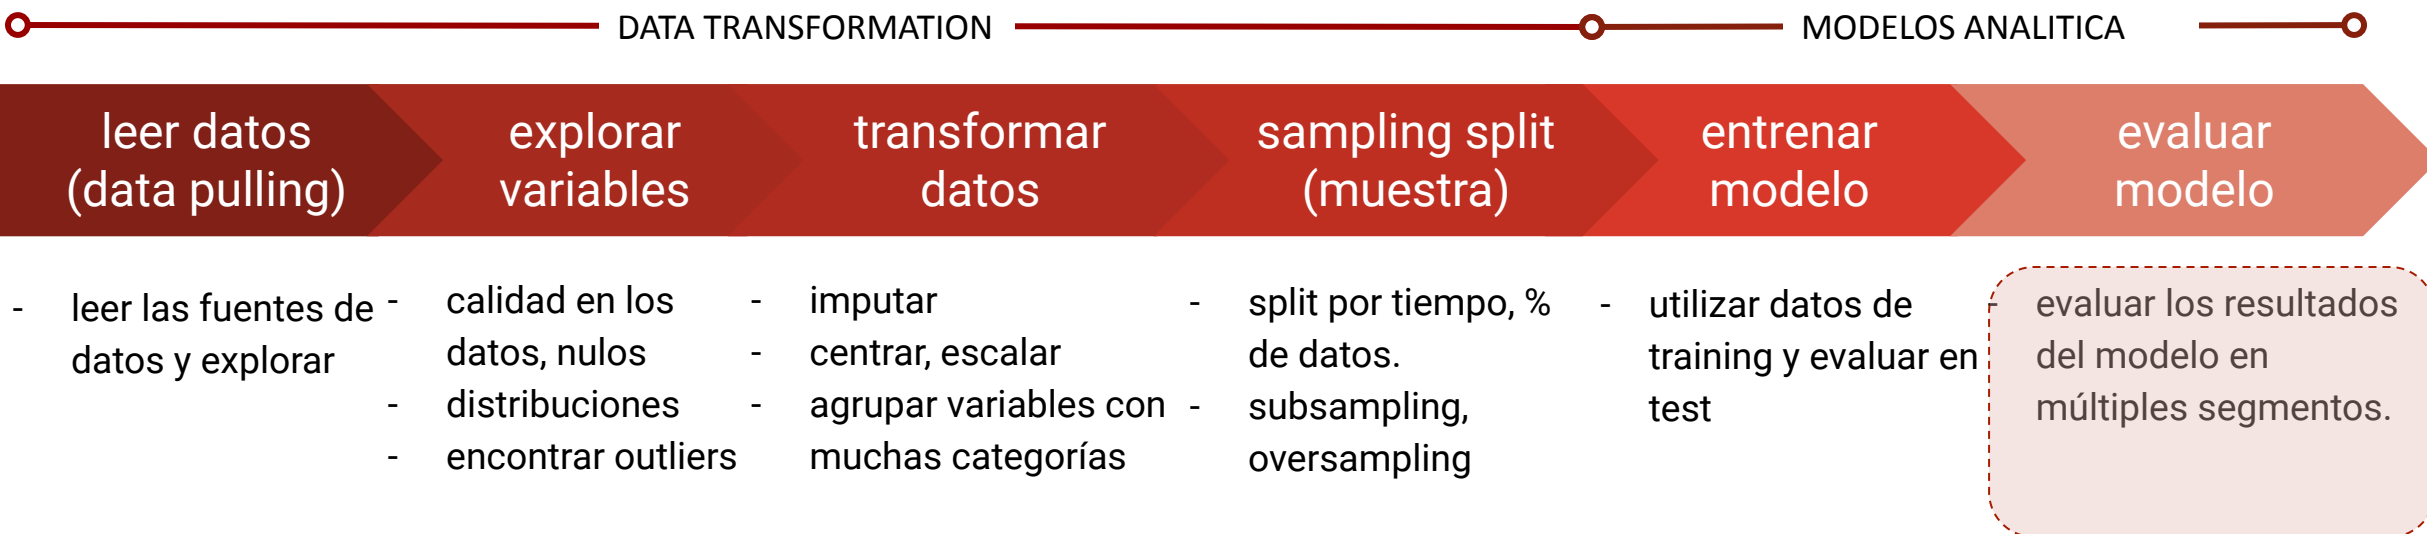 DATA TRANSFORMATION
MODELOS ANALITICA
leer datos
(data pulling)
explorar
variables
transformar
datos
sampling split
(muestra)
entrenar
modelo
evaluar
modelo
- leer las fuentes de
datos y explorar
- calidad en los
datos, nulos
- distribuciones
- encontrar outliers
- imputar
- centrar, escalar
- agrupar variables con
muchas categorías
- split por tiempo, %
de datos.
- subsampling,
oversampling
- utilizar datos de
training y evaluar en
test
- evaluar los resultados
del modelo en
múltiples segmentos.